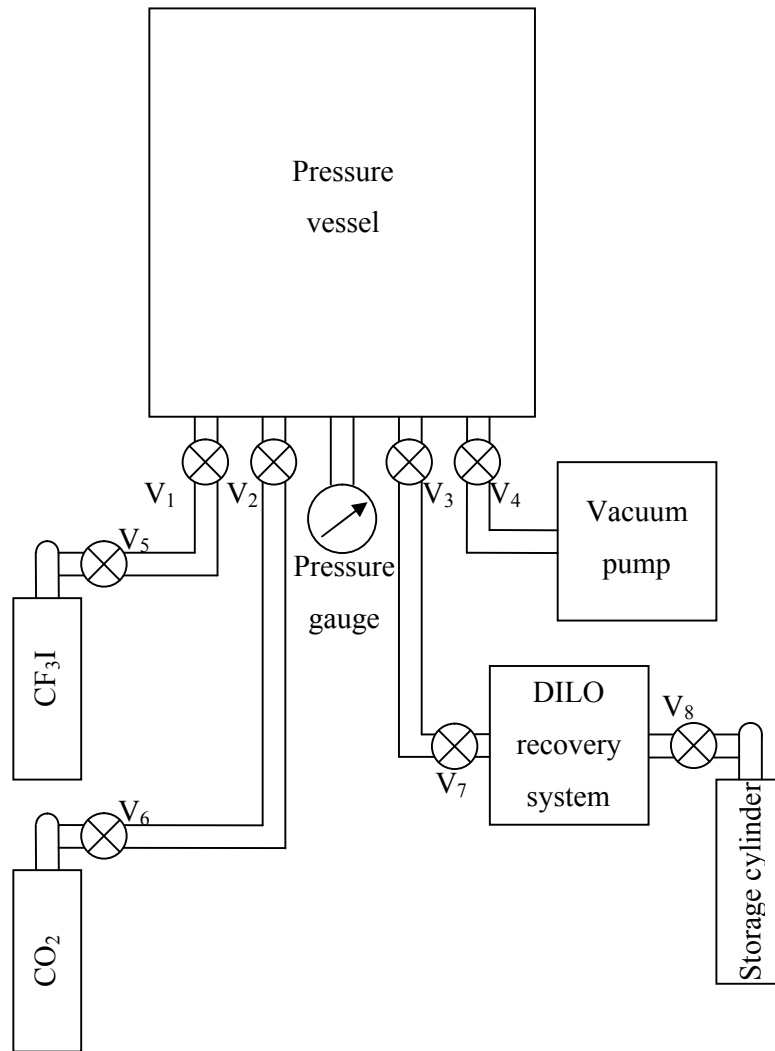 Pressure
vessel
V₁
V₂
V₃
V₄
V₅
Pressure
gauge
Vacuum
pump
CF₃I
DILO
recovery
system
V₇
V₈
V₆
CO₂
Storage cylinder